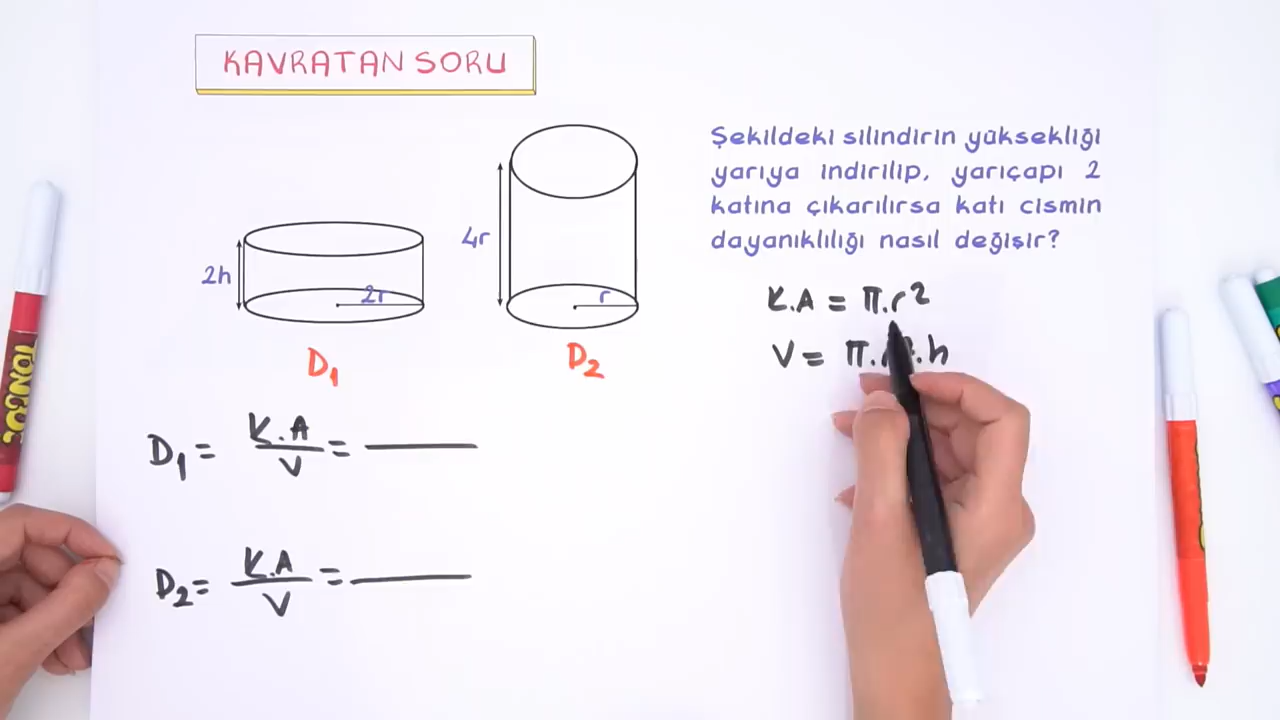 KAVRATAN SORU
Şekildeki silindirin yüksekliği
yarıya indirilip, yarıçapı 2
katına çıkarılırsa katı cismin
dayanıklılığı nasıl değişir?
4r
2h
2r
r
D1
D2
K.A = π.r²
V = π. .h
D1 = K.A / V =
D2 = K.A / V =